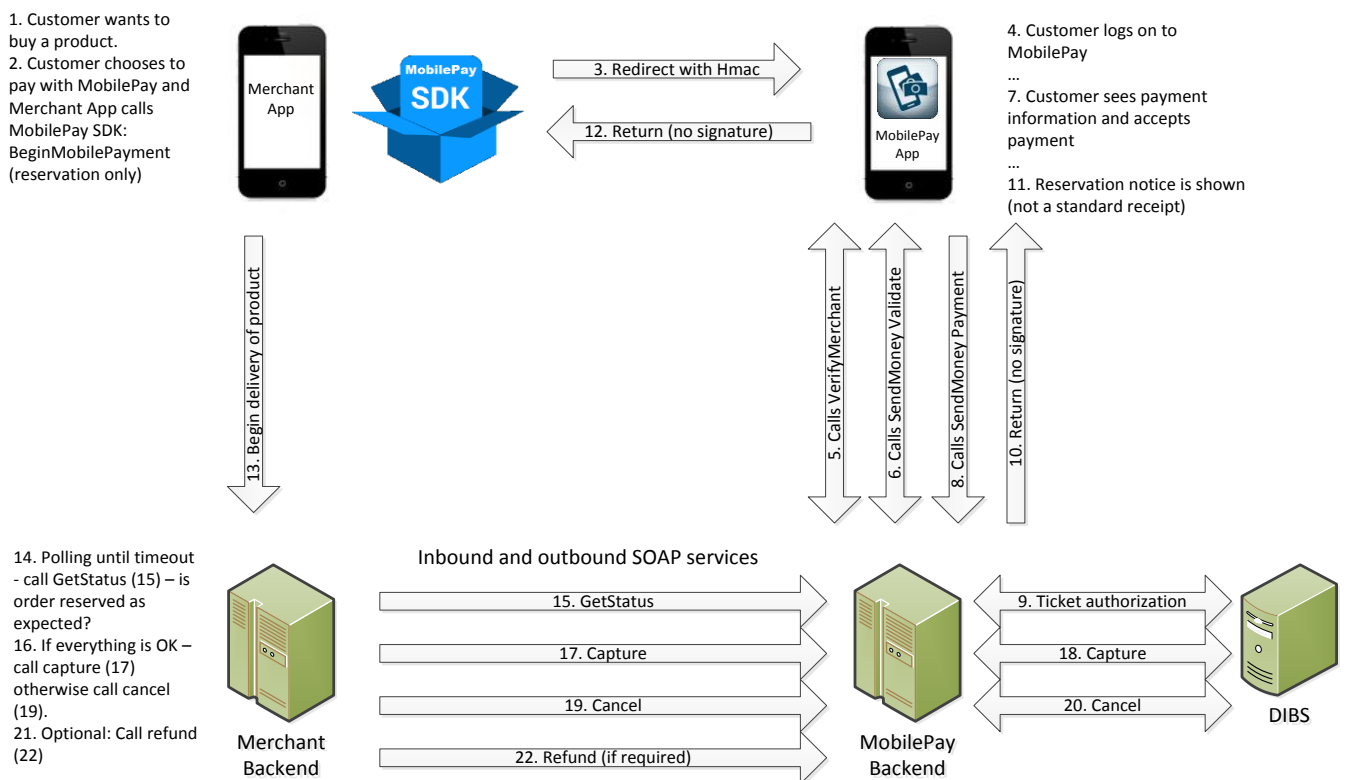 1. Customer wants to
buy a product.
2. Customer chooses to
pay with MobilePay and
Merchant App calls
MobilePay SDK:
BeginMobilePayment
(reservation only)
Merchant
App
MobilePay
SDK
3. Redirect with Hmac
12. Return (no signature)
MobilePay
App
4. Customer logs on to
MobilePay
...
7. Customer sees payment
information and accepts
payment
...
11. Reservation notice is shown
(not a standard receipt)
13. Begin delivery of product
5. Calls VerifyMerchant
6. Calls SendMoney Validate
8. Calls SendMoney Payment
10. Return (no signature)
14. Polling until timeout
- call GetStatus (15) – is
order reserved as
expected?
16. If everything is OK –
call capture (17)
otherwise call cancel
(19).
21. Optional: Call refund
(22)
Inbound and outbound SOAP services
15. GetStatus
17. Capture
19. Cancel
22. Refund (if required)
9. Ticket authorization
18. Capture
20. Cancel
Merchant
Backend
MobilePay
Backend
DIBS